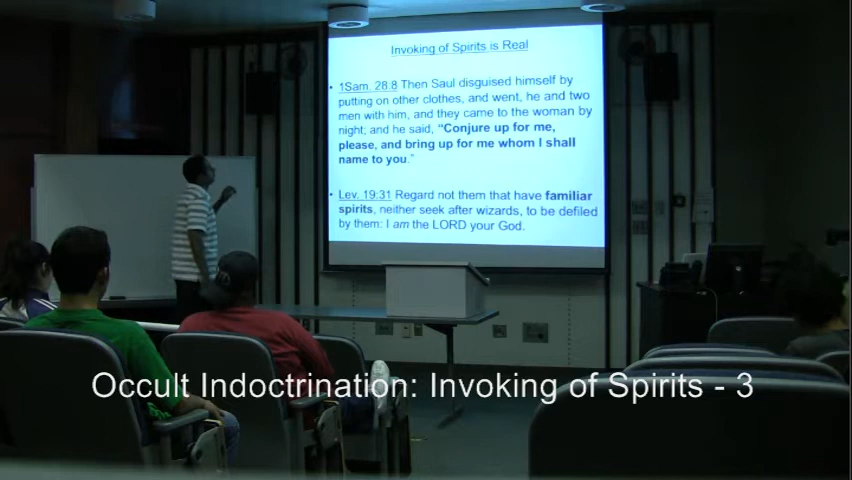 Invoking of Spirits is Real
• 1Sam. 28:8 Then Saul disguised himself by
putting on other clothes, and went, he and two
men with him, and they came to the woman by
night; and he said, “Conjure up for me,
please, and bring up for me whom I shall
name to you.”
• Lev. 19:31 Regard not them that have familiar
spirits, neither seek after wizards, to be defiled
by them: I am the LORD your God.
Occult Indoctrination: Invoking of Spirits - 3